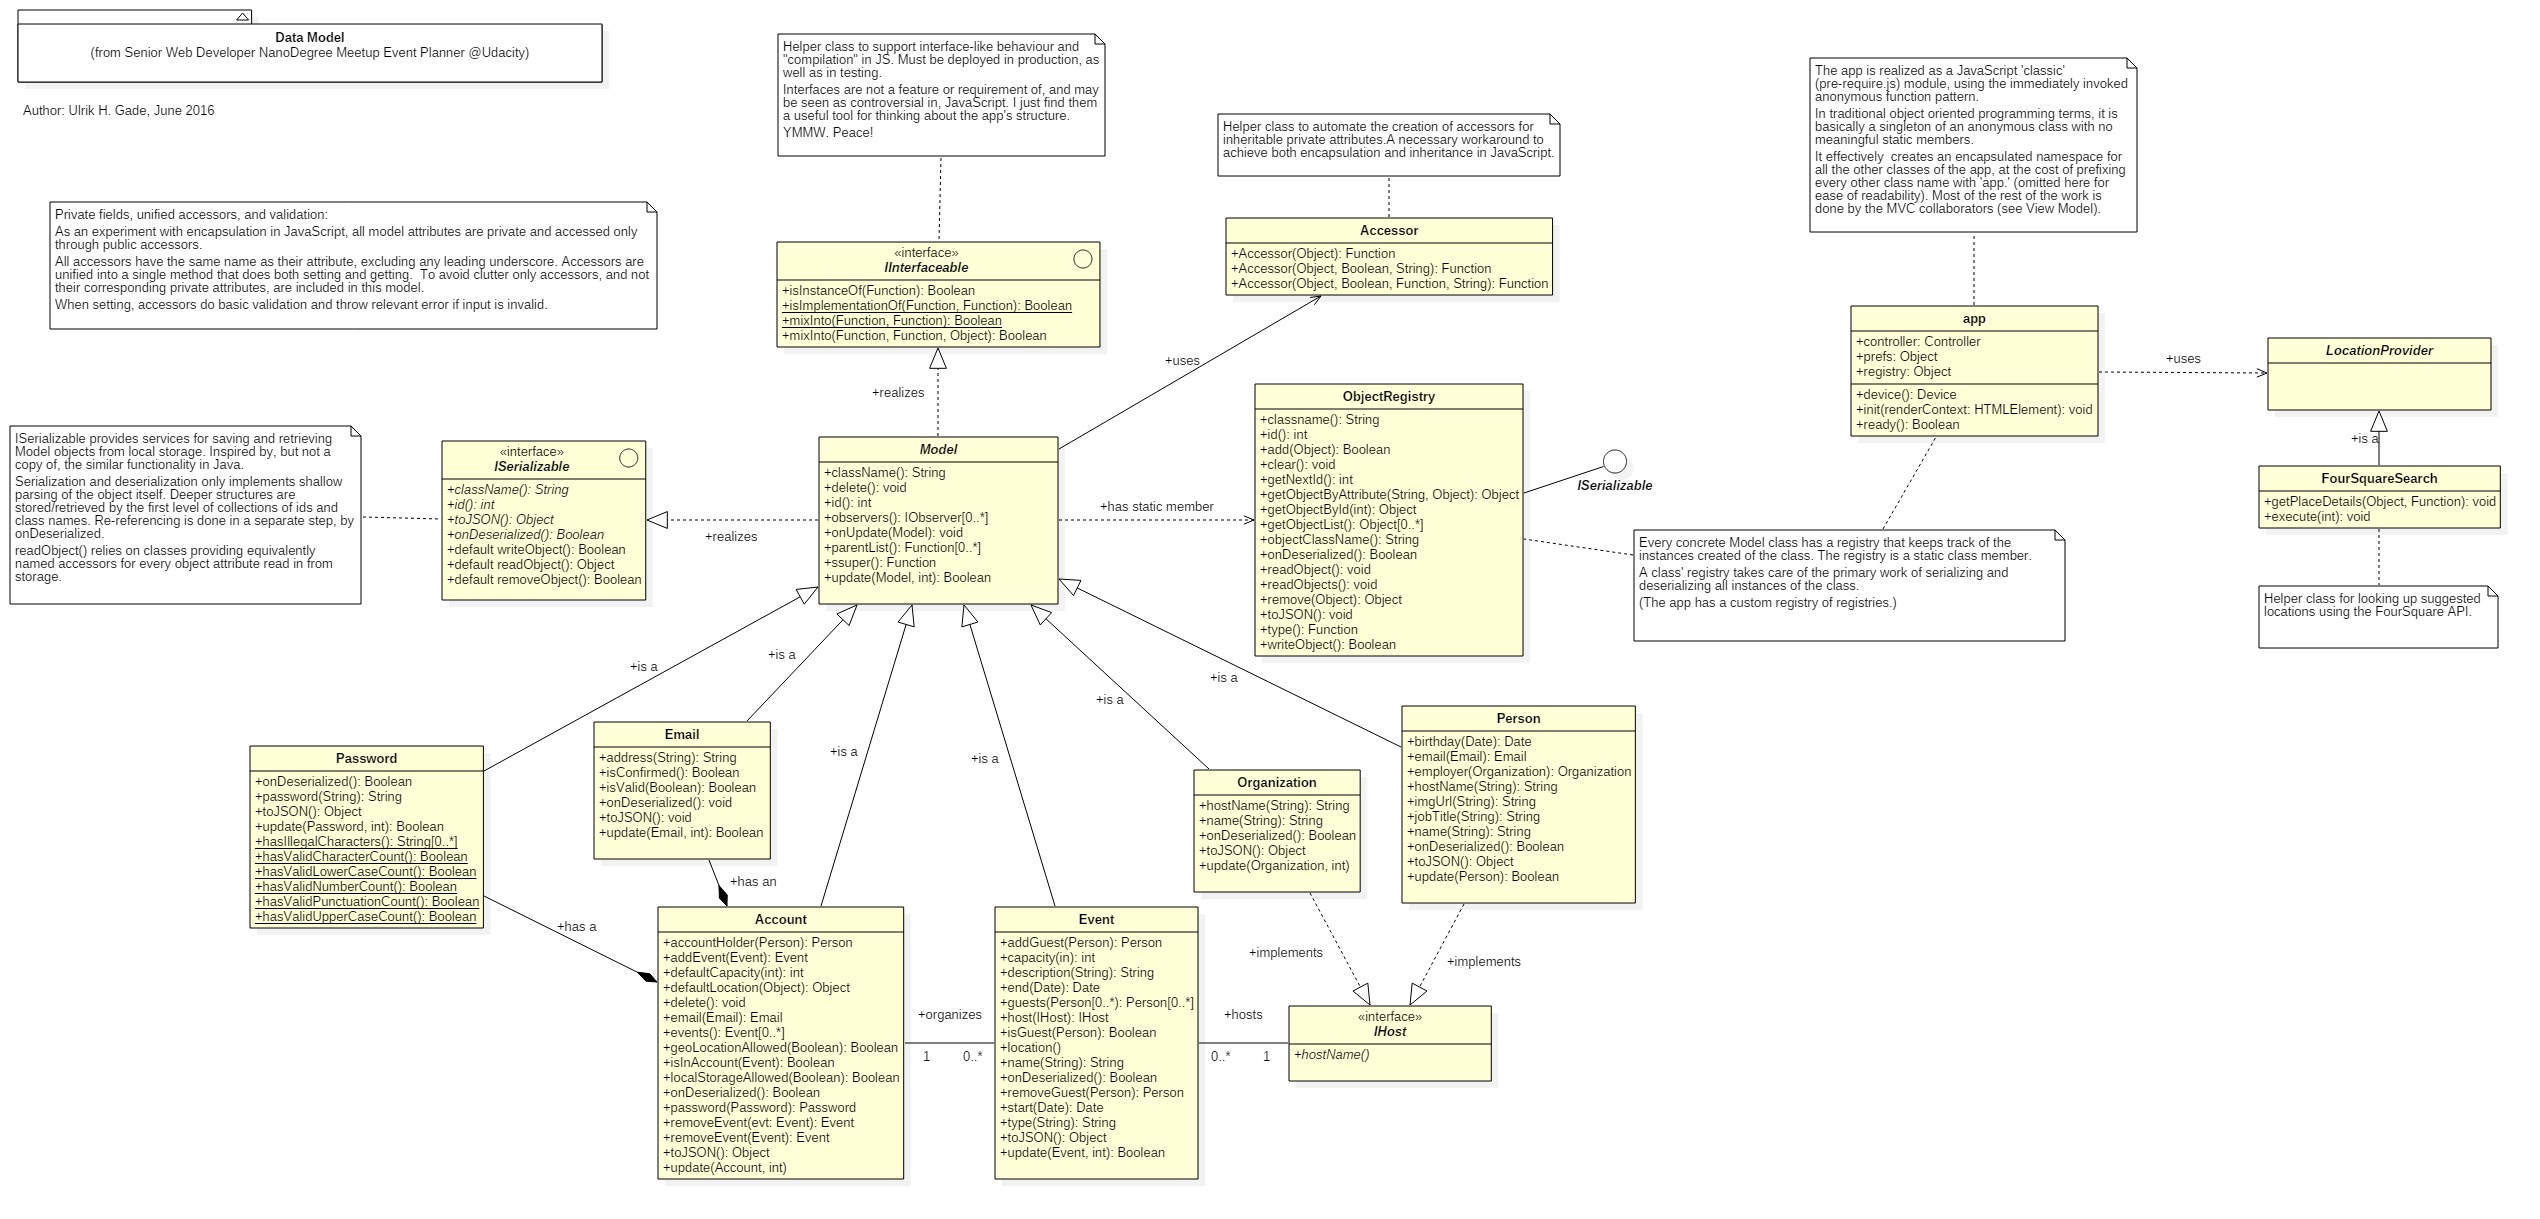 Data Model
(from Senior Web Developer NanoDegree Meetup Event Planner @Udacity)
Author: Ulrik H. Gade, June 2016
Private fields, unified accessors, and validation:
As an experiment with encapsulation in JavaScript, all model attributes are private and accessed only
through public accessors.
All accessors have the same name as their attribute, excluding any leading underscore. Accessors are
unified into a single method that does both setting and getting.  To avoid clutter only accessors, and not
their corresponding private attributes, are included in this model.
When setting, accessors do basic validation and throw relevant error if input is invalid.
Helper class to support interface-like behaviour and
"compilation" in JS. Must be deployed in production, as
well as in testing.
Interfaces are not a feature or requirement of, and may
be seen as controversial in, JavaScript. I just find them
a useful tool for thinking about the app's structure.
YMMW. Peace!
Helper class to automate the creation of accessors for
inheritable private attributes.A necessary workaround to
achieve both encapsulation and inheritance in JavaScript.
The app is realized as a JavaScript 'classic'
(pre-require.js) module, using the immediately invoked
anonymous function pattern.
In traditional object oriented programming terms, it is
basically a singleton of an anonymous class with no
meaningful static members.
It effectively  creates an encapsulated namespace for
all the other classes of the app, at the cost of prefixing
every other class name with 'app.' (omitted here for
ease of readability). Most of the rest of the work is
done by the MVC collaborators (see View Model).
«interface»
IInterfaceable
+isInstanceOf(Function): Boolean
+isImplementationOf(Function, Function): Boolean
+mixInto(Function, Function): Boolean
+mixInto(Function, Function, Object): Boolean
Accessor
+Accessor(Object): Function
+Accessor(Object, Boolean, String): Function
+Accessor(Object, Boolean, Function, String): Function
app
+controller: Controller
+prefs: Object
+registry: Object
+device(): Device
+init(renderContext: HTMLElement): void
+ready(): Boolean
+uses
LocationProvider
+is a
FourSquareSearch
+getPlaceDetails(Object, Function): void
+execute(int): void
Helper class for looking up suggested
locations using the FourSquare API.
+realizes
+uses
ISerializable provides services for saving and retrieving
Model objects from local storage. Inspired by, but not a
copy of, the similar functionality in Java.
Serialization and deserialization only implements shallow
parsing of the object itself. Deeper structures are
stored/retrieved by the first level of collections of ids and
class names. Re-referencing is done in a separate step, by
onDeserialized.
readObject() relies on classes providing equivalently
named accessors for every object attribute read in from
storage.
«interface»
ISerializable
+className(): String
+id(): int
+toJSON(): Object
+onDeserialized(): Boolean
+default writeObject(): Boolean
+default readObject(): Object
+default removeObject(): Boolean
+realizes
Model
+className(): String
+delete(): void
+id(): int
+observers(): IObserver[0..*]
+onUpdate(Model): void
+parentList(): Function[0..*]
+ssuper(): Function
+update(Model, int): Boolean
+has static member
ObjectRegistry
+classname(): String
+id(): int
+add(Object): Boolean
+clear(): void
+getNextId(): int
+getObjectByAttribute(String, Object): Object
+getObjectById(int): Object
+getObjectList(): Object[0..*]
+objectClassName(): String
+onDeserialized(): Boolean
+readObject(): void
+readObjects(): void
+remove(Object): Object
+toJSON(): void
+type(): Function
+writeObject(): Boolean
ISerializable
Every concrete Model class has a registry that keeps track of the
instances created of the class. The registry is a static class member.
A class' registry takes care of the primary work of serializing and
deserializing all instances of the class.
(The app has a custom registry of registries.)
+is a
+is a
+is a
+is a
+is a
+is a
Password
+onDeserialized(): Boolean
+password(String): String
+toJSON(): Object
+update(Password, int): Boolean
+hasIllegalCharacters(): String[0..*]
+hasValidCharacterCount(): Boolean
+hasValidLowerCaseCount(): Boolean
+hasValidNumberCount(): Boolean
+hasValidPunctuationCount(): Boolean
+hasValidUpperCaseCount(): Boolean
Email
+address(String): String
+isConfirmed(): Boolean
+isValid(Boolean): Boolean
+onDeserialized(): void
+toJSON(): void
+update(Email, int): Boolean
+has an
+has a
Organization
+hostName(String): String
+name(String): String
+onDeserialized(): Boolean
+toJSON(): Object
+update(Organization, int)
Person
+birthday(Date): Date
+email(Email): Email
+employer(Organization): Organization
+hostName(String): String
+imgUrl(String): String
+jobTitle(String): String
+name(String): String
+onDeserialized(): Boolean
+toJSON(): Object
+update(Person): Boolean
Account
+accountHolder(Person): Person
+addEvent(Event): Event
+defaultCapacity(int): int
+defaultLocation(Object): Object
+delete(): void
+email(Email): Email
+events(): Event[0..*]
+geoLocationAllowed(Boolean): Boolean
+isInAccount(Event): Boolean
+localStorageAllowed(Boolean): Boolean
+onDeserialized(): Boolean
+password(Password): Password
+removeEvent(evt: Event): Event
+removeEvent(Event): Event
+toJSON(): Object
+update(Account, int)
+organizes
1 0..*
Event
+addGuest(Person): Person
+capacity(in): int
+description(String): String
+end(Date): Date
+guests(Person[0..*): Person[0..*]
+host(IHost): IHost
+isGuest(Person): Boolean
+location()
+name(String): String
+onDeserialized(): Boolean
+removeGuest(Person): Person
+start(Date): Date
+type(String): String
+toJSON(): Object
+update(Event, int): Boolean
+implements
+implements
+hosts
0..* 1
«interface»
IHost
+hostName()